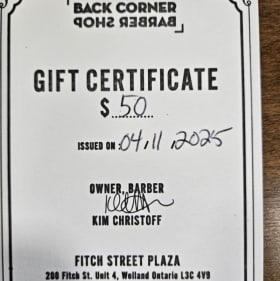 BACK CORNER
BARBER SHOP
GIFT CERTIFICATE
$ 50
ISSUED ON: 04, 11, 2025
OWNER, BARBER
KIM CHRISTOFF
FITCH STREET PLAZA
200 Fitch St. Unit 4, Welland Ontario L3C 4V9